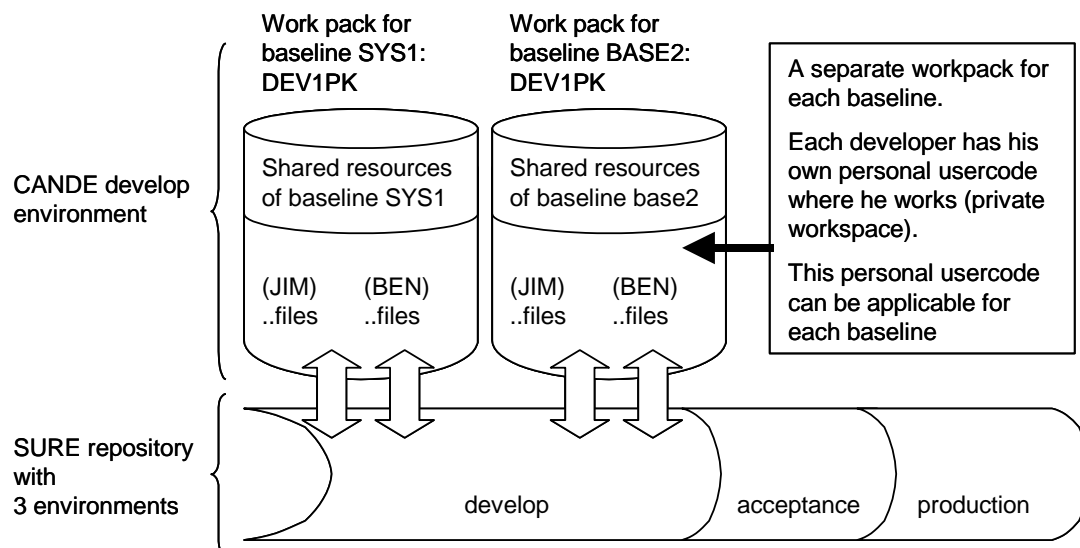 Work pack for
baseline SYS1:
DEV1PK
Work pack for
baseline BASE2:
DEV1PK
A separate workpack for
each baseline.
Each developer has his
own personal usercode
where he works (private
workspace).
This personal usercode
can be applicable for
each baseline
CANDE develop
environment
Shared resources
of baseline SYS1
Shared resources
of baseline base2
(JIM)
..files
(BEN)
..files
(JIM)
..files
(BEN)
..files
SURE repository
with
3 environments
develop
acceptance
production